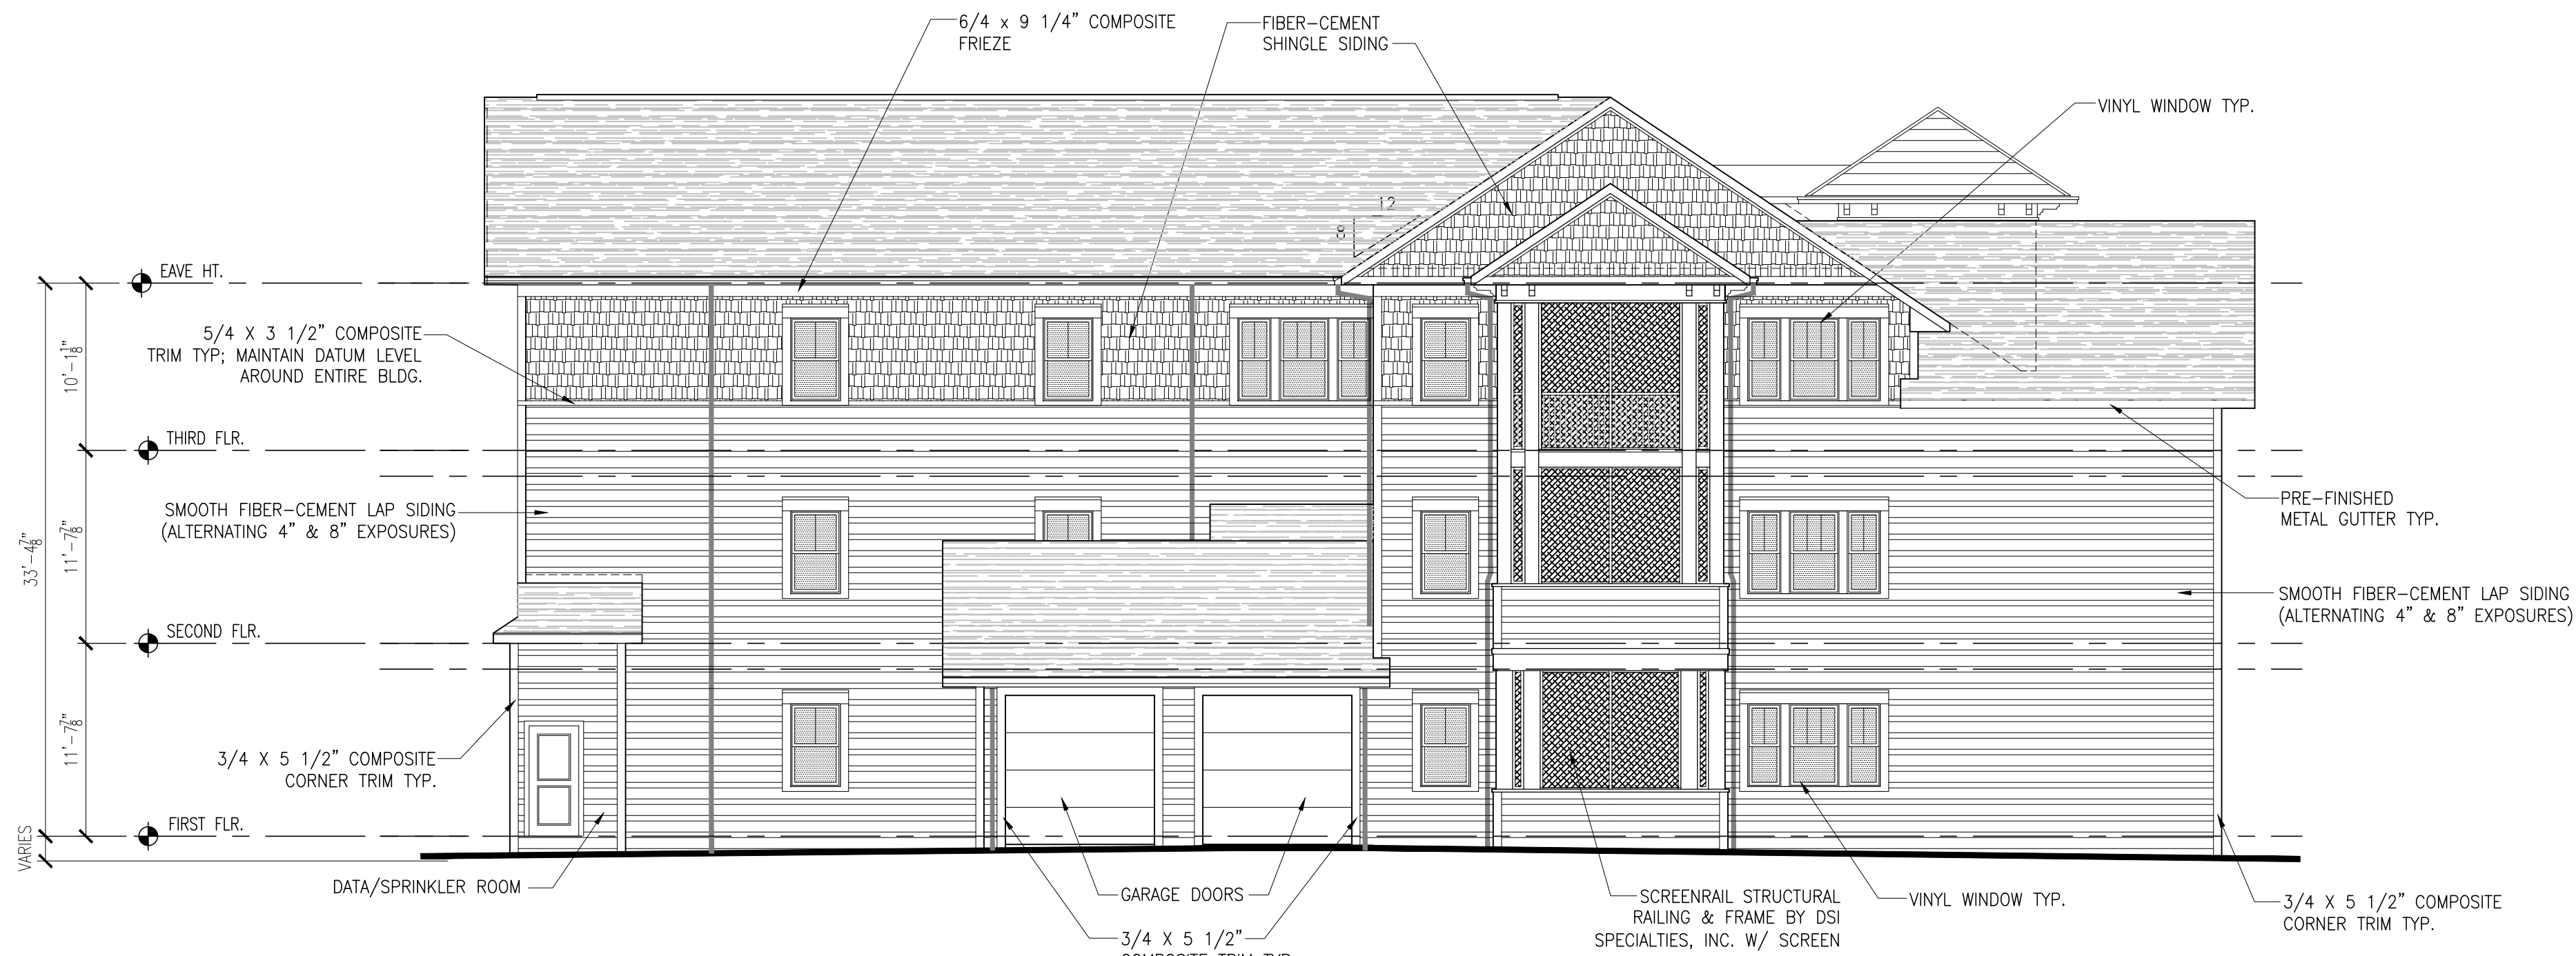 6/4 x 9 1/4" COMPOSITE
FRIEZE
FIBER-CEMENT
SHINGLE SIDING
VINYL WINDOW TYP.
12
8
EAVE HT.
5/4 X 3 1/2" COMPOSITE
TRIM TYP; MAINTAIN DATUM LEVEL
AROUND ENTIRE BLDG.
10'-1 1/8"
THIRD FLR.
SMOOTH FIBER-CEMENT LAP SIDING
(ALTERNATING 4" & 8" EXPOSURES)
PRE-FINISHED
METAL GUTTER TYP.
11'-7 7/8"
33'-4 7/8"
SMOOTH FIBER-CEMENT LAP SIDING
(ALTERNATING 4" & 8" EXPOSURES)
SECOND FLR.
11'-7 7/8"
3/4 X 5 1/2" COMPOSITE
CORNER TRIM TYP.
FIRST FLR.
VARIES
DATA/SPRINKLER ROOM
GARAGE DOORS
SCREENRAIL STRUCTURAL
RAILING & FRAME BY DSI
SPECIALTIES, INC. W/ SCREEN
VINYL WINDOW TYP.
3/4 X 5 1/2" COMPOSITE
CORNER TRIM TYP.
3/4 X 5 1/2"
COMPOSITE TRIM TYP.